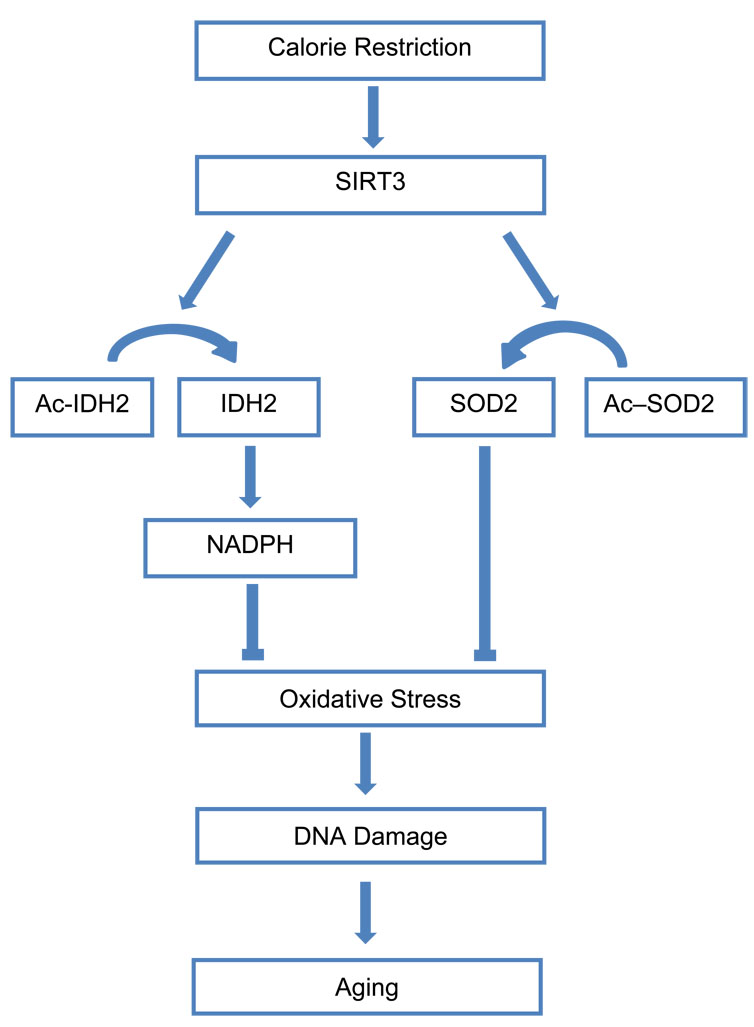 Calorie Restriction
SIRT3
Ac-IDH2
IDH2
SOD2
Ac–SOD2
NADPH
Oxidative Stress
DNA Damage
Aging